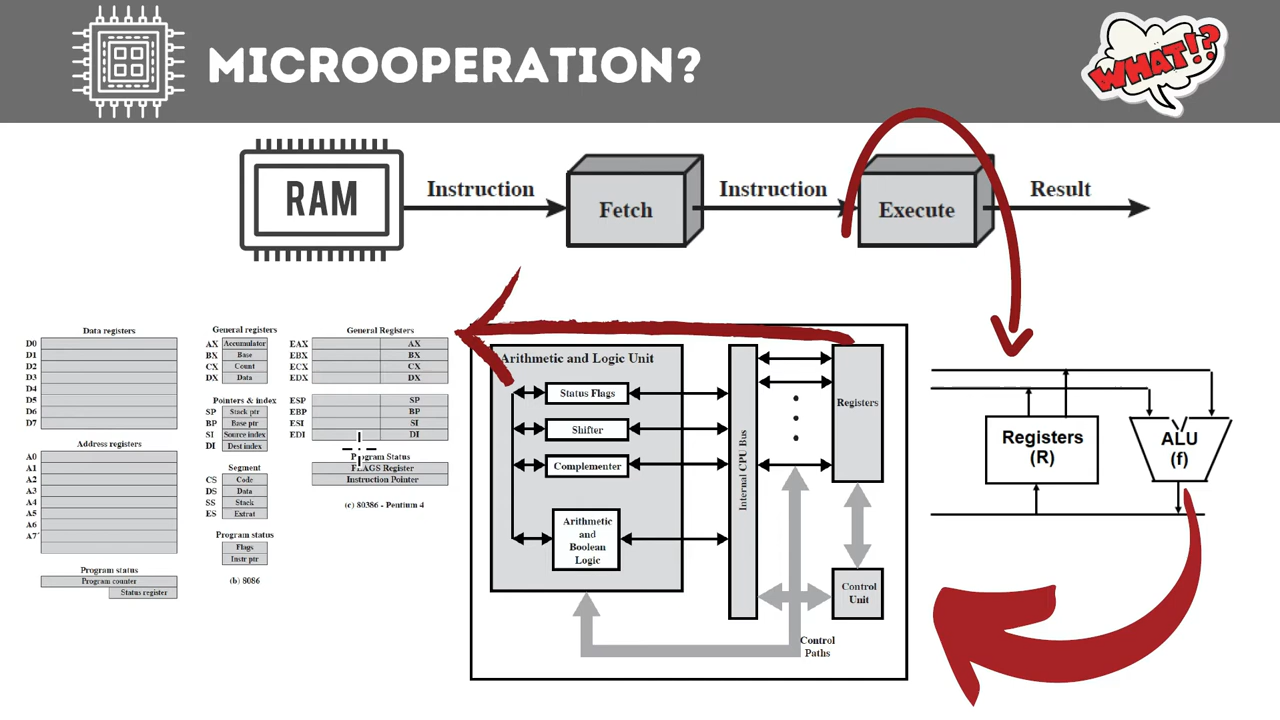 MICROOPERATION?
WHAT!?
RAM
Instruction
Fetch
Instruction
Execute
Result
Data registers
D0
D1
D2
D3
D4
D5
D6
D7
Address registers
A0
A1
A2
A3
A4
A5
A6
A7'
Program status
Program counter
Status register
General registers
AX Accumulator
BX Base
CX Count
DX Data
Pointers & index
SP Stack ptr
BP Base ptr
SI Source index
DI Dest index
Segment
CS Code
DS Data
SS Stack
ES Extrat
Program status
Flags
Instr ptr
(b) 8086
General Registers
EAX AX
EBX BX
ECX CX
EDX DX
ESP SP
EBP BP
ESI SI
EDI DI
Program Status
FLAGS Register
Instruction Pointer
(c) 80386 - Pentium 4
Arithmetic and Logic Unit
Status Flags
Shifter
Complementer
Arithmetic
and
Boolean
Logic
Internal CPU Bus
Registers
Control
Unit
Control
Paths
Registers
(R)
ALU
(f)